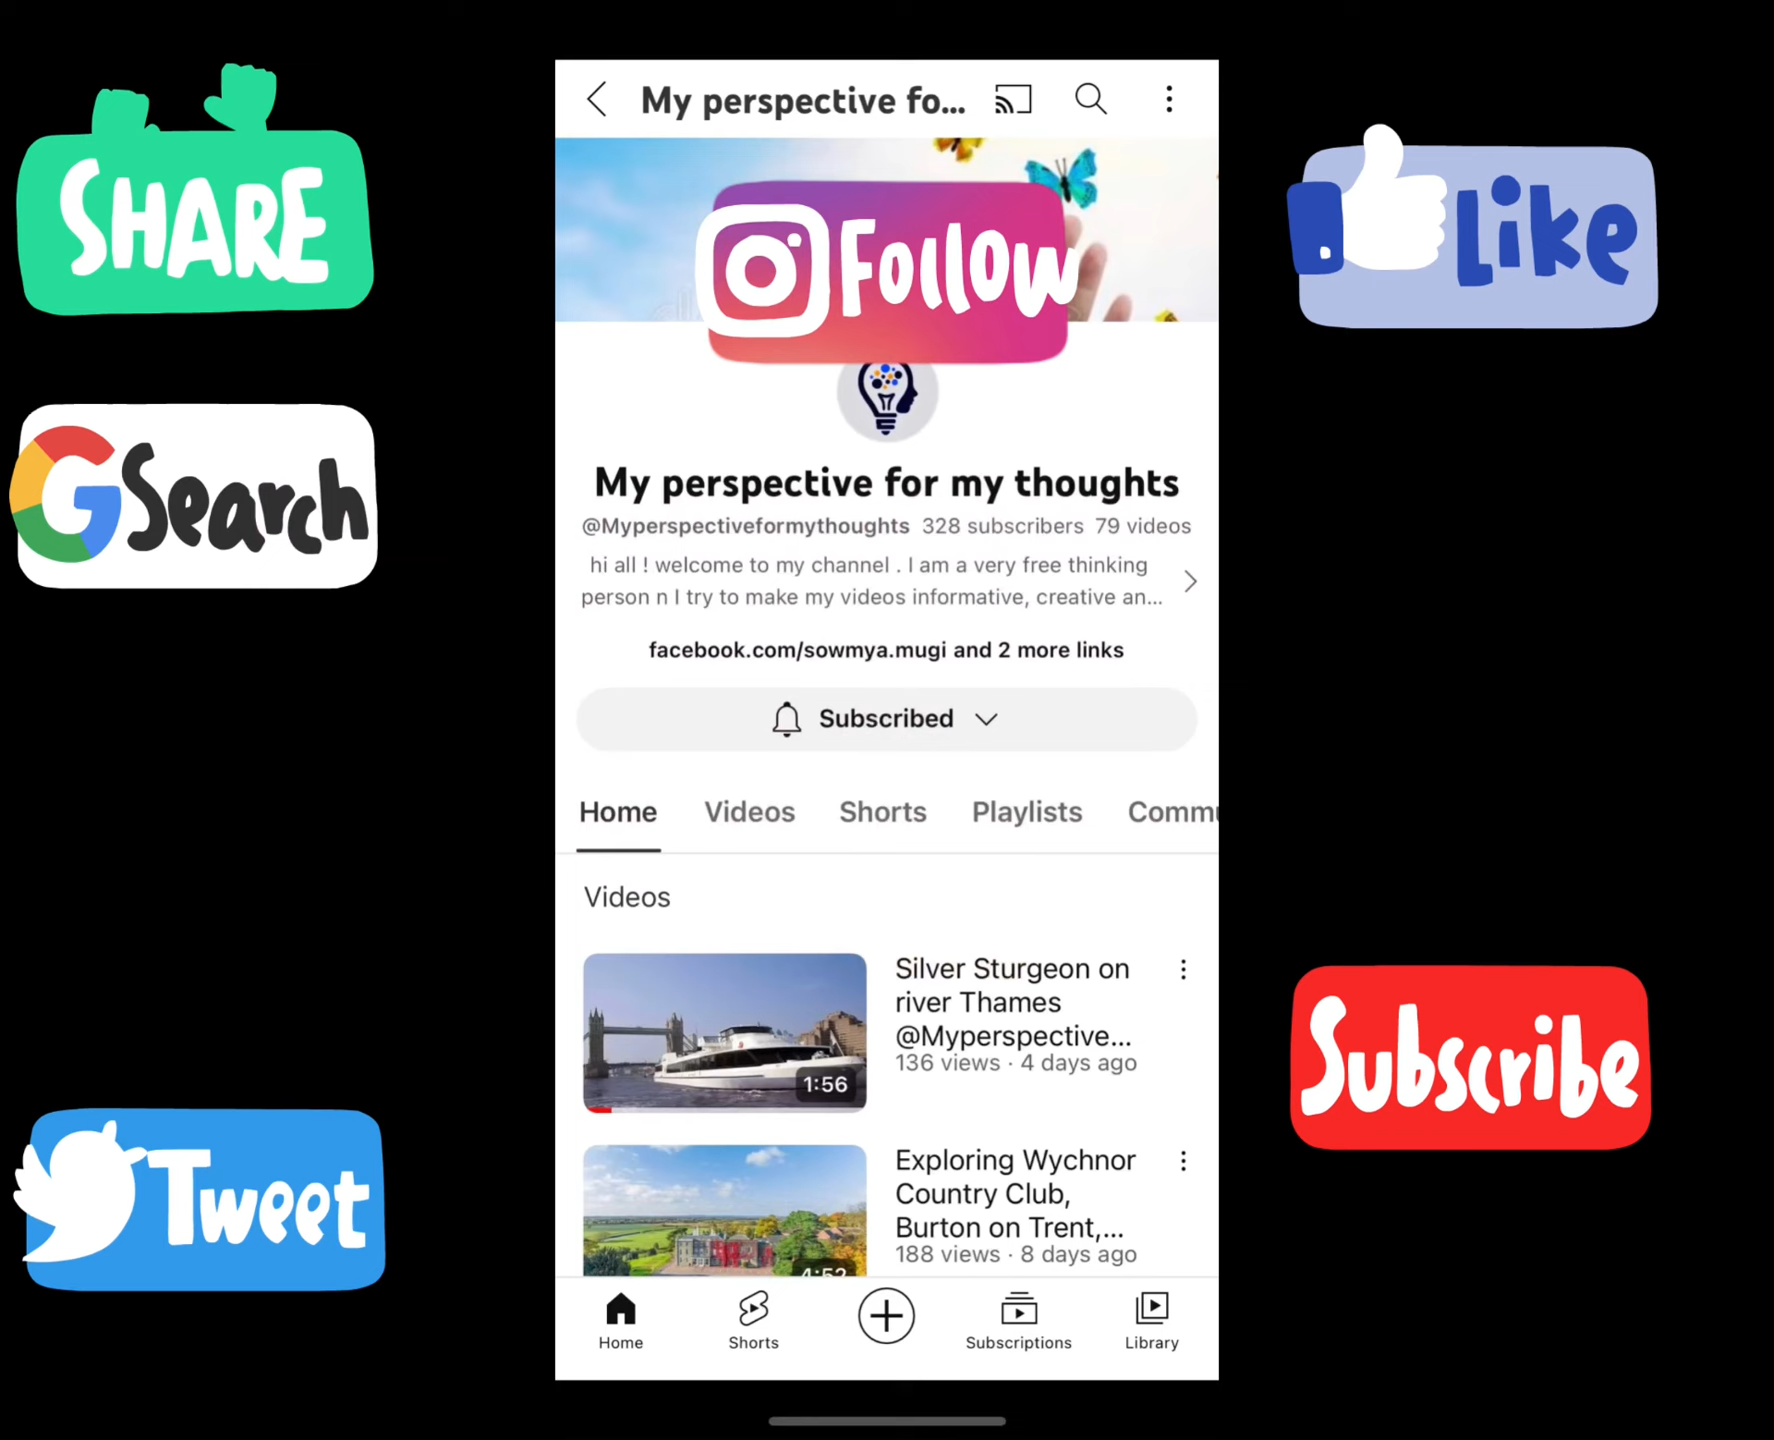 SHARE
GSearch
Tweet
My perspective fo...
Follow
My perspective for my thoughts
@Myperspectiveformythoughts 328 subscribers 79 videos
hi all ! welcome to my channel . I am a very free thinking
person n I try to make my videos informative, creative an...
facebook.com/sowmya.mugi and 2 more links
Subscribed
Home Videos Shorts Playlists Commu
Videos
1:56
Silver Sturgeon on
river Thames
@Myperspective...
136 views · 4 days ago
4:52
Exploring Wychnor
Country Club,
Burton on Trent,...
188 views · 8 days ago
Home Shorts Subscriptions Library
Like
Subscribe